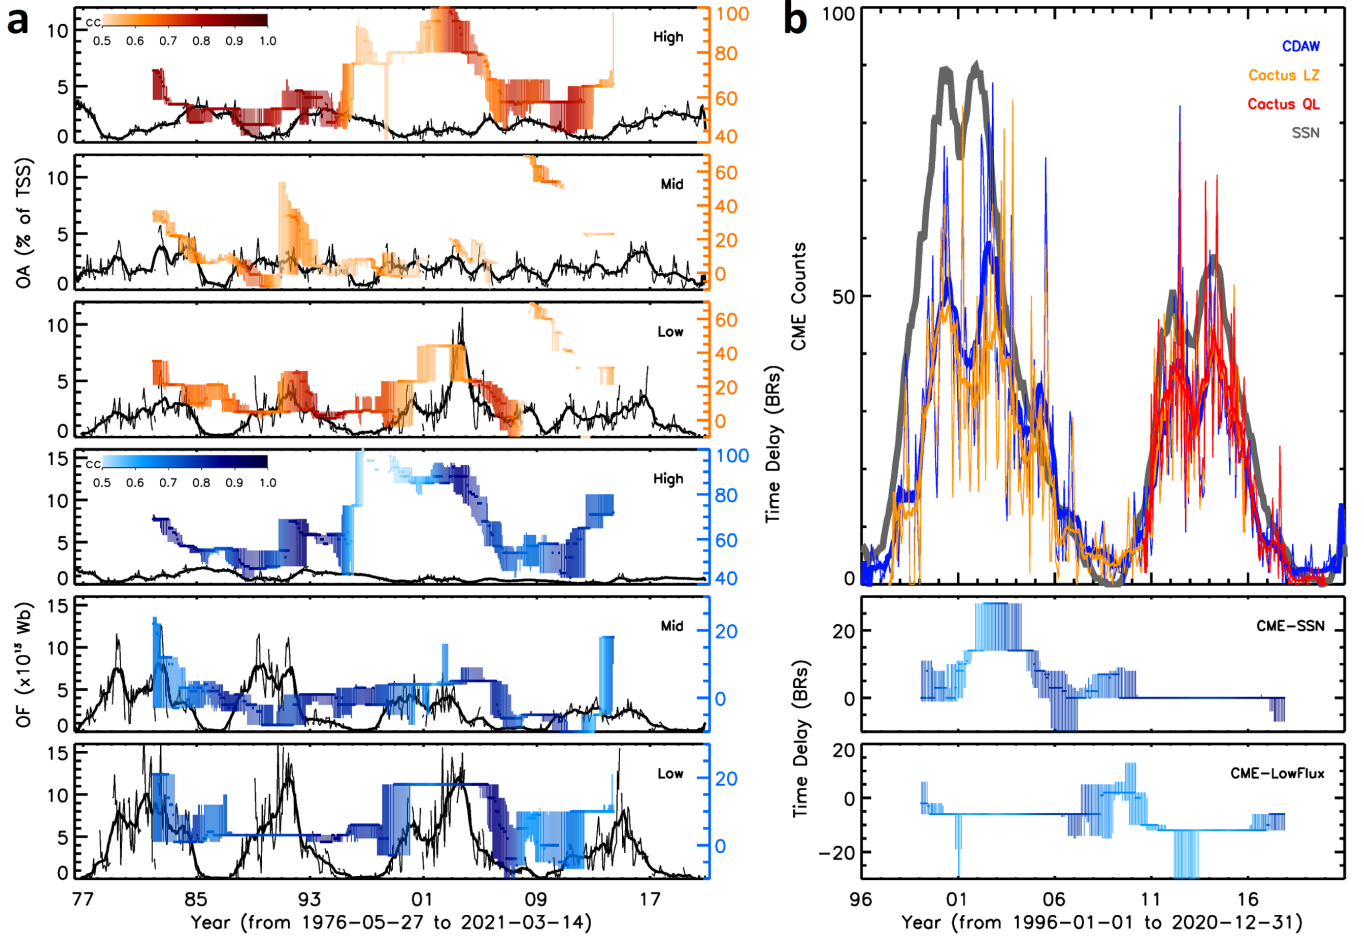 a
cc
0.5 0.6 0.7 0.8 0.9 1.0
High
10
5
0
100
80
60
40
Mid
10
5
0
60
40
20
0
Low
10
5
0
60
40
20
0
OA (% of TSS)
cc
0.5 0.6 0.7 0.8 0.9 1.0
High
15
10
5
0
100
80
60
40
Mid
15
10
5
0
20
0
Low
15
10
5
0
20
0
OF (x10¹³ Wb)
Time Delay (BRs)
77 85 93 01 09 17
Year (from 1976-05-27 to 2021-03-14)
b
100
50
0
CME Counts
CDAW
Cactus LZ
Cactus QL
SSN
96 01 06 11 16
CME-SSN
20
10
0
CME-LowFlux
20
0
-20
Time Delay (BRs)
96 01 06 11 16
Year (from 1996-01-01 to 2020-12-31)